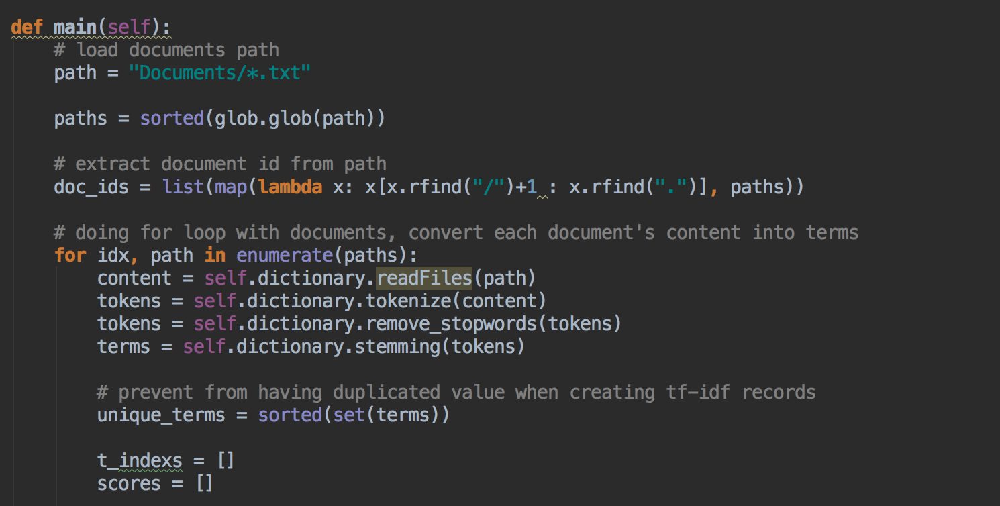 def main(self):
    # load documents path
    path = "Documents/*.txt"

    paths = sorted(glob.glob(path))

    # extract document id from path
    doc_ids = list(map(lambda x: x[x.rfind("/")+1 : x.rfind(".")], paths))

    # doing for loop with documents, convert each document's content into terms
    for idx, path in enumerate(paths):
        content = self.dictionary.readFiles(path)
        tokens = self.dictionary.tokenize(content)
        tokens = self.dictionary.remove_stopwords(tokens)
        terms = self.dictionary.stemming(tokens)

        # prevent from having duplicated value when creating tf-idf records
        unique_terms = sorted(set(terms))

        t_indexs = []
        scores = []